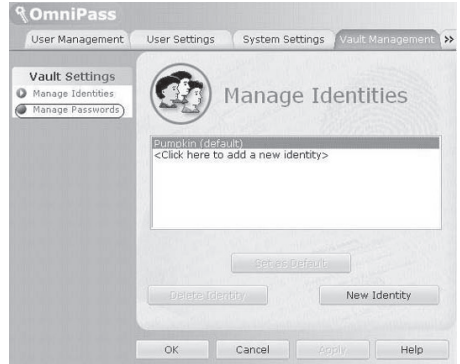 OmniPass
User Management User Settings System Settings Vault Management »
Vault Settings
Manage Identities
Manage Passwords
Manage Identities
Pumpkin (default)
<Click here to add a new identity>
Set as Default
Delete Identity New Identity
OK Cancel Apply Help